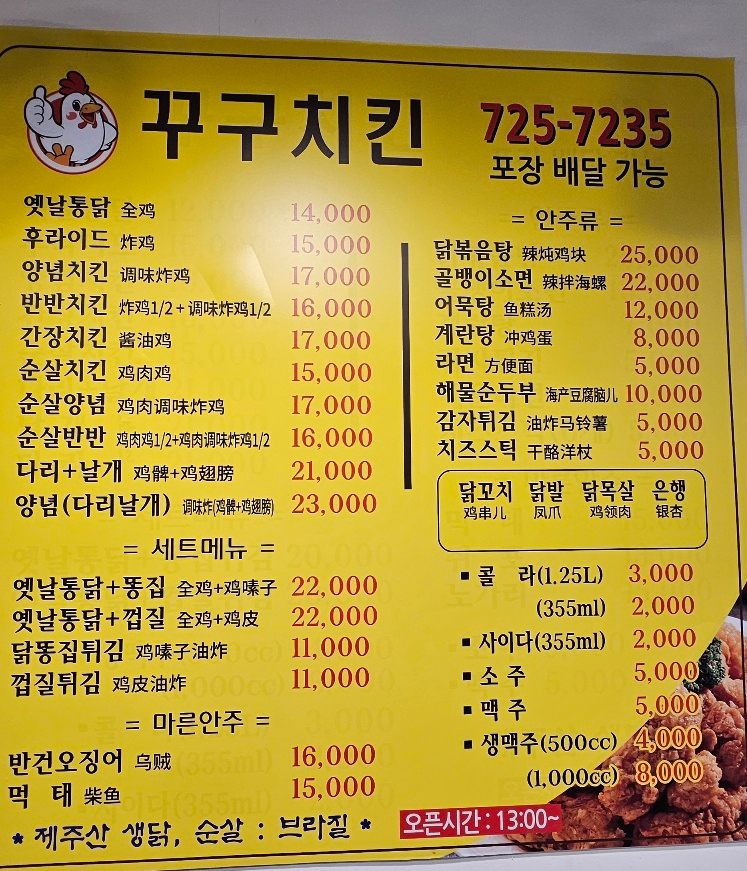 꾸구치킨
725-7235
포장 배달 가능
옛날통닭 全鸡 14,000
후라이드 炸鸡 15,000
양념치킨 调味炸鸡 17,000
반반치킨 炸鸡1/2 + 调味炸鸡1/2 16,000
간장치킨 酱油鸡 17,000
순살치킨 鸡肉鸡 15,000
순살양념 鸡肉调味炸鸡 17,000
순살반반 鸡肉鸡1/2+鸡肉调味炸鸡1/2 16,000
다리+날개 鸡髀+鸡翅膀 21,000
양념(다리날개) 调味炸(鸡髀+鸡翅膀) 23,000
= 세트메뉴 =
옛날통닭+똥집 全鸡+鸡嗉子 22,000
옛날통닭+껍질 全鸡+鸡皮 22,000
닭똥집튀김 鸡嗉子油炸 11,000
껍질튀김 鸡皮油炸 11,000
= 마른안주 =
반건오징어 乌贼 16,000
먹 태 柴鱼 15,000
* 제주산 생닭, 순살 : 브라질 *
= 안주류 =
닭볶음탕 辣炖鸡块 25,000
골뱅이소면 辣拌海螺 22,000
어묵탕 鱼糕汤 12,000
계란탕 冲鸡蛋 8,000
라면 方便面 5,000
해물순두부 海产豆腐脑儿 10,000
감자튀김 油炸马铃薯 5,000
치즈스틱 干酪洋杖 5,000
닭꼬치 닭발 닭목살 은행
鸡串儿 凤爪 鸡领肉 银杏
▪ 콜 라(1.25L) 3,000
(355ml) 2,000
▪ 사이다(355ml) 2,000
▪ 소 주 5,000
▪ 맥 주 5,000
▪ 생맥주(500cc) 4,000
(1,000cc) 8,000
오픈시간 : 13:00~